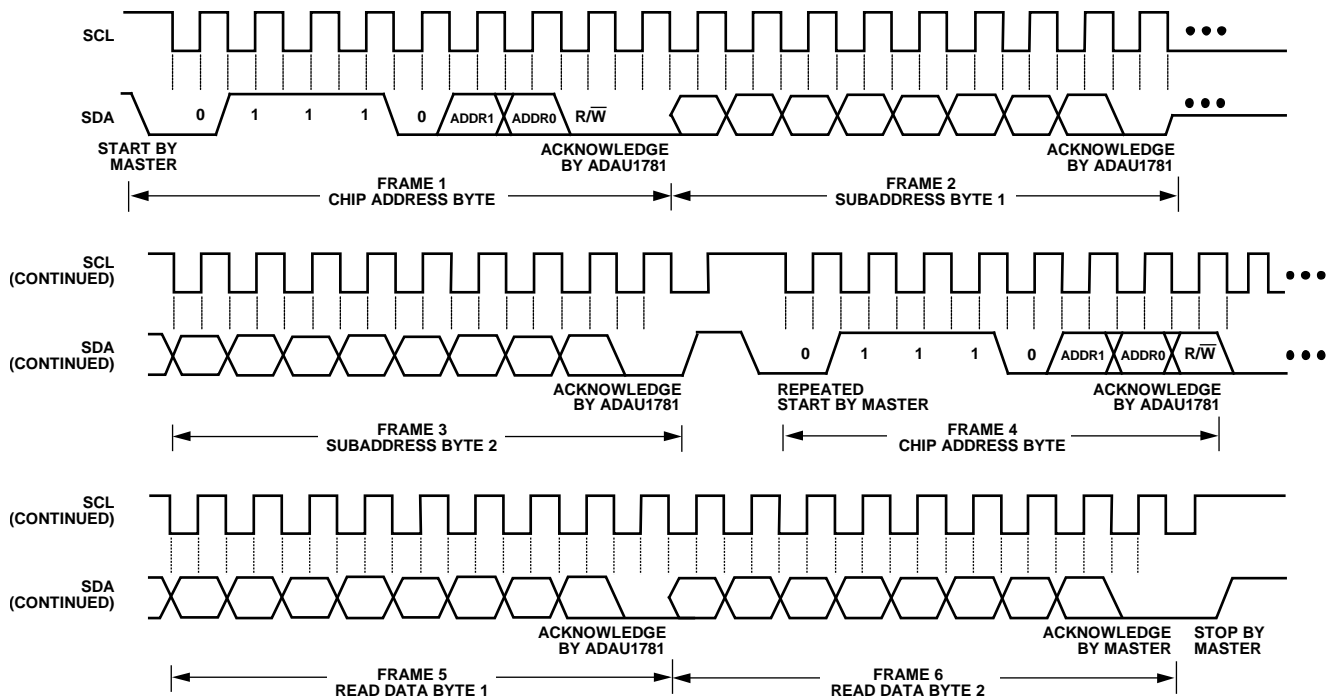 SCL
SDA
0 1 1 1 0 ADDR1 ADDR0 R/W̅
START BY
MASTER
ACKNOWLEDGE
BY ADAU1781
ACKNOWLEDGE
BY ADAU1781
FRAME 1
CHIP ADDRESS BYTE
FRAME 2
SUBADDRESS BYTE 1
SCL
(CONTINUED)
SDA
(CONTINUED)
0 1 1 1 0 ADDR1 ADDR0 R/W̅
ACKNOWLEDGE
BY ADAU1781
REPEATED
START BY MASTER
ACKNOWLEDGE
BY ADAU1781
FRAME 3
SUBADDRESS BYTE 2
FRAME 4
CHIP ADDRESS BYTE
SCL
(CONTINUED)
SDA
(CONTINUED)
ACKNOWLEDGE
BY ADAU1781
ACKNOWLEDGE
BY MASTER
STOP BY
MASTER
FRAME 5
READ DATA BYTE 1
FRAME 6
READ DATA BYTE 2